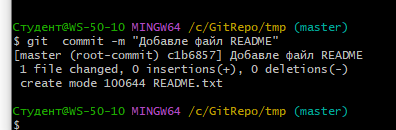 Студент@WS-50-10 MINGW64 /c/GitRepo/tmp (master)
$ git  commit -m "Добавле файл README"
[master (root-commit) c1b6857] Добавле файл README
 1 file changed, 0 insertions(+), 0 deletions(-)
 create mode 100644 README.txt

Студент@WS-50-10 MINGW64 /c/GitRepo/tmp (master)
$